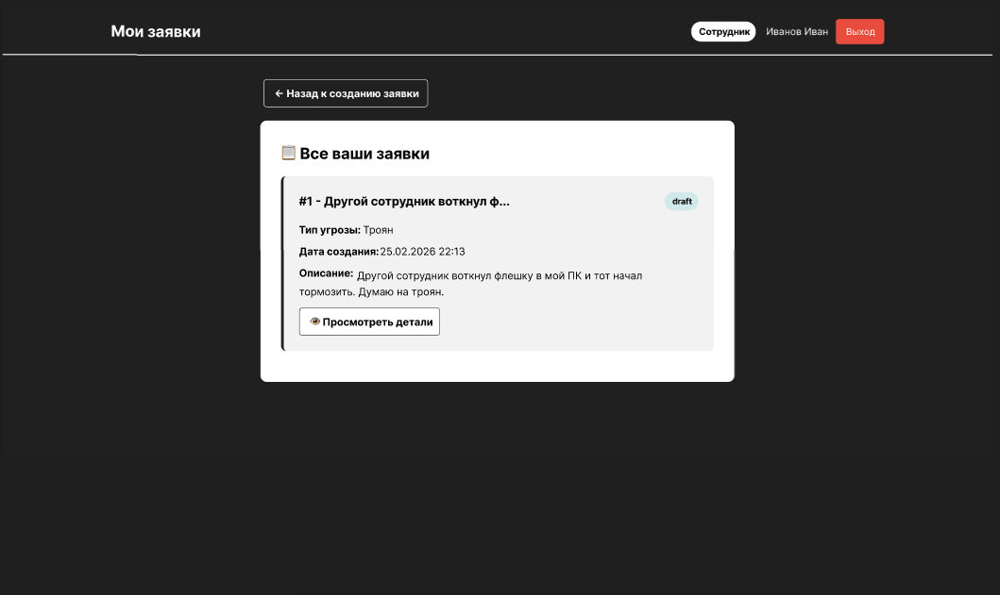 Мои заявки
Сотрудник Иванов Иван Выход
← Назад к созданию заявки
📋 Все ваши заявки
#1 - Другой сотрудник воткнул ф... draft
Тип угрозы: Троян
Дата создания: 25.02.2026 22:13
Описание: Другой сотрудник воткнул флешку в мой ПК и тот начал
тормозить. Думаю на троян.
👁 Просмотреть детали